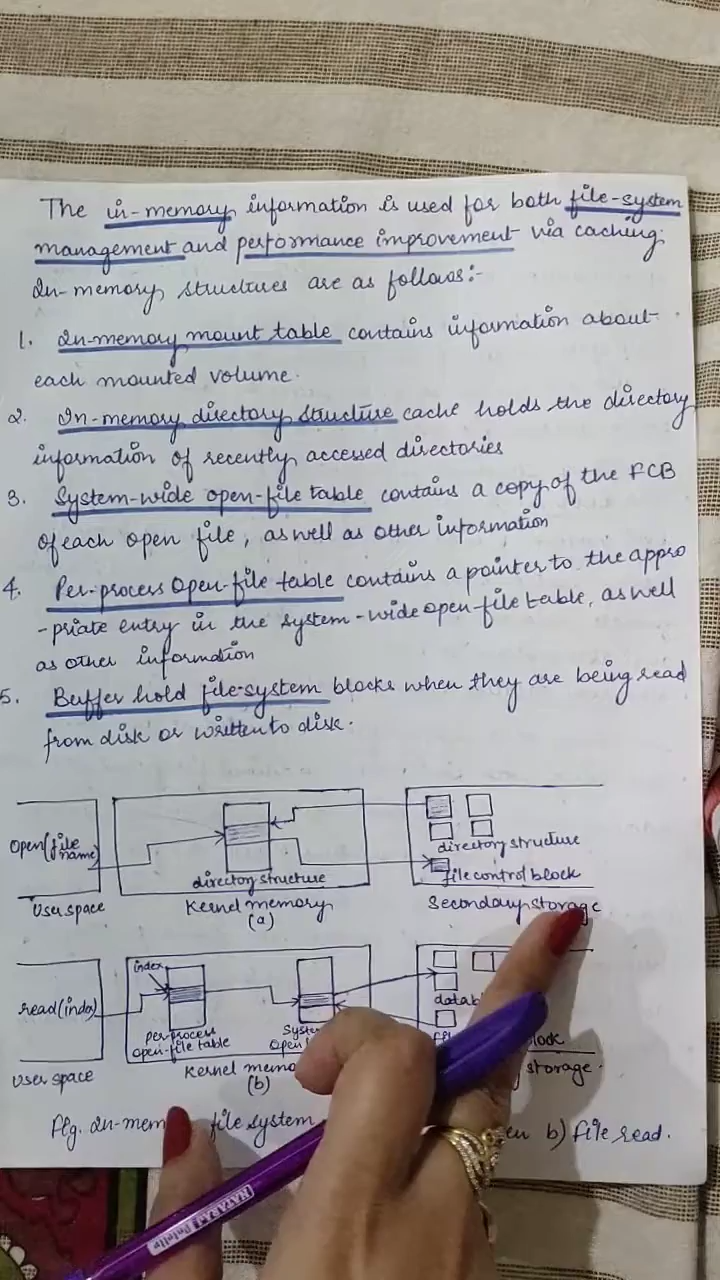 The in-memory information is used for both file-system
management and performance improvement via caching.
In-memory structures are as follows:-
1. In-memory mount table contains information about
each mounted volume.
2. In-memory directory structure cache holds the directory
information of recently accessed directories
3. System-wide open-file table contains a copy of the FCB
of each open file, as well as other information
4. Per-process Open-file table contains a pointer to the appro
-priate entry in the system-wide open-file table, as well
as other information
5. Buffer hold file-system blocks when they are being read
from disk or written to disk.
Open(file
name)
directory structure
directory structure
file control block
User space
Kernel memory
(a)
Secondary storage
index
read(index)
per-process
open-file table
User space
Kernel
(b)
storage.
Fig. file system
b) file read.
NATARAJ